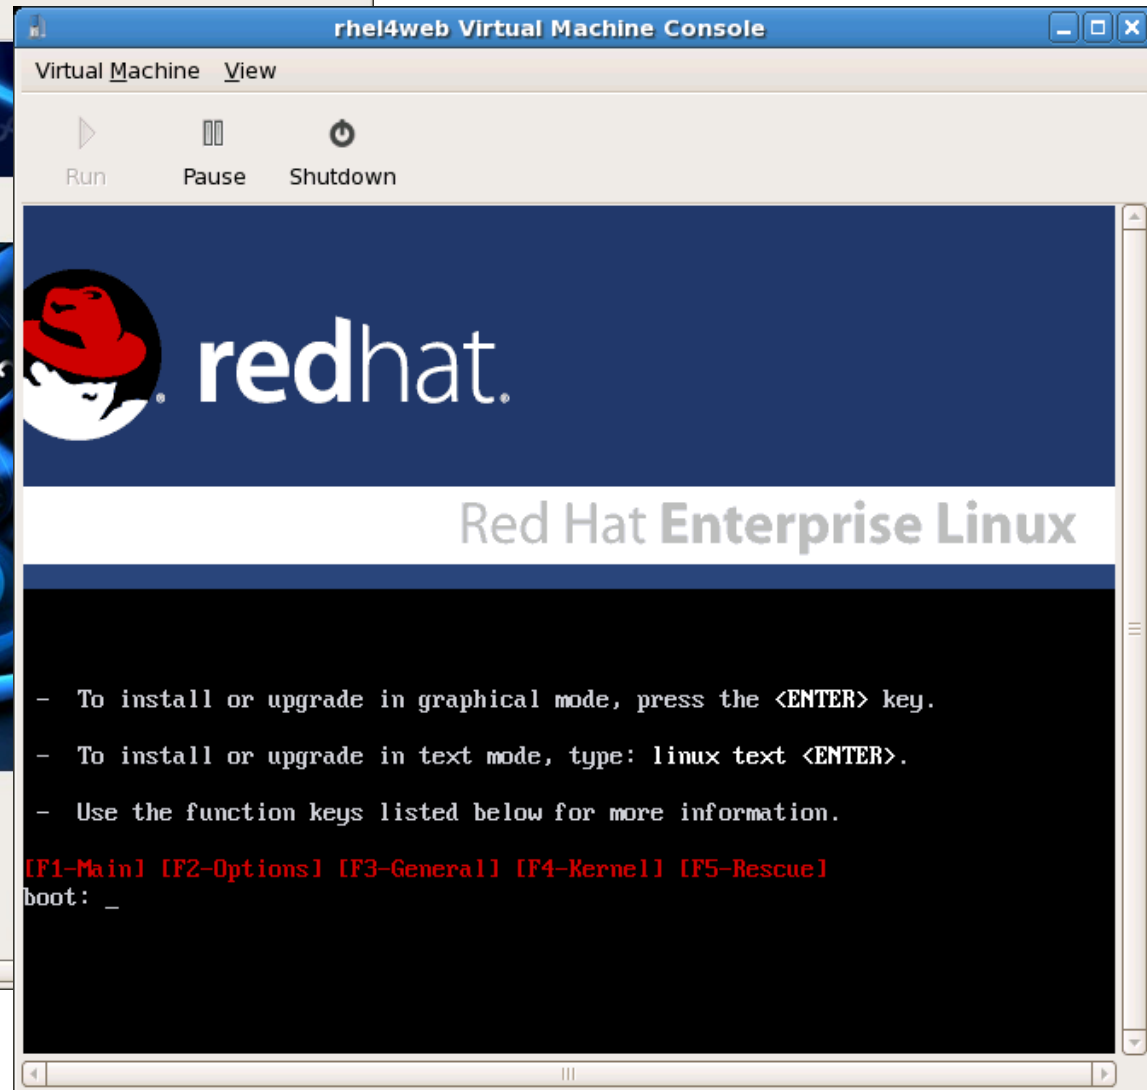 rhel4web Virtual Machine Console
Virtual Machine View
Run Pause Shutdown
redhat.
Red Hat Enterprise Linux
- To install or upgrade in graphical mode, press the <ENTER> key.
- To install or upgrade in text mode, type: linux text <ENTER>.
- Use the function keys listed below for more information.
[F1-Main] [F2-Options] [F3-General] [F4-Kernel] [F5-Rescue]
boot: _